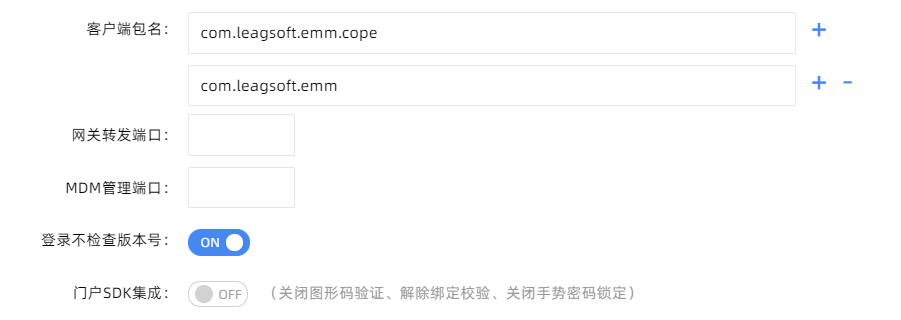 客户端包名： com.leagsoft.emm.cope +
com.leagsoft.emm + -
网关转发端口：
MDM管理端口：
登录不检查版本号： ON
门户SDK集成： OFF （关闭图形码验证、解除绑定校验、关闭手势密码锁定）